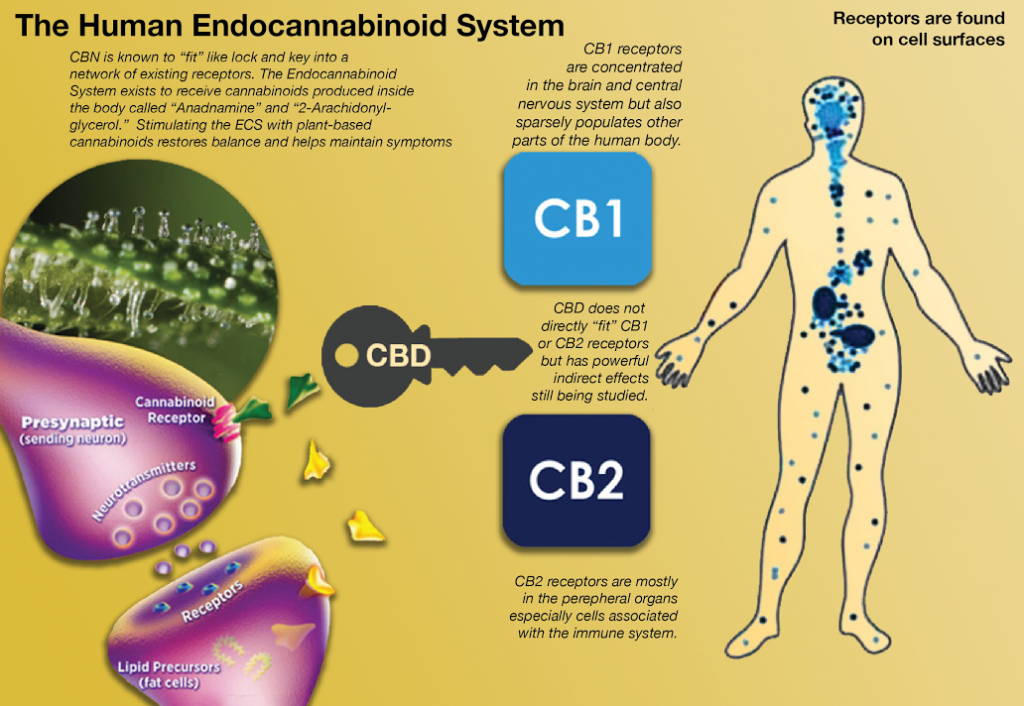 The Human Endocannabinoid System
CBN is known to “fit” like lock and key into a
network of existing receptors. The Endocannabinoid
System exists to receive cannabinoids produced inside
the body called “Anadnamine” and “2-Arachidonyl-
glycerol.”  Stimulating the ECS with plant-based
cannabinoids restores balance and helps maintain symptoms
CB1 receptors
are concentrated
in the brain and central
nervous system but also
sparsely populates other
parts of the human body.
Receptors are found
on cell surfaces
CB1
CBD
CBD does not
directly “fit” CB1
or CB2 receptors
but has powerful
indirect effects
still being studied.
Cannabinoid
Receptor
Presynaptic
(sending neuron)
Neurotransmitters
CB2
Receptors
Lipid Precursors
(fat cells)
CB2 receptors are mostly
in the perepheral organs
especially cells associated
with the immune system.